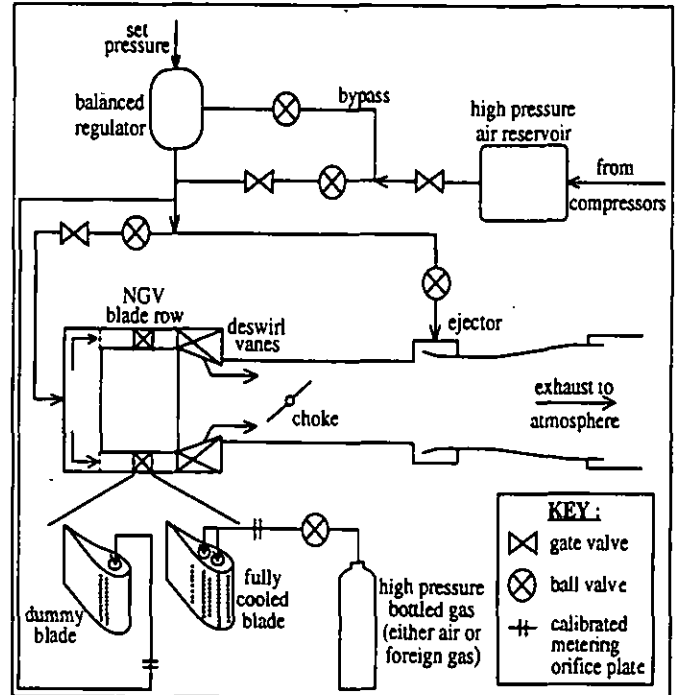 set
pressure
balanced
regulator
bypass
high pressure
air reservoir
from
compressors
NGV
blade row
deswirl
vanes
ejector
choke
exhaust to
atmosphere
dummy
blade
fully
cooled
blade
high pressure
bottled gas
(either air or
foreign gas)
KEY :
gate valve
ball valve
calibrated
metering
orifice plate